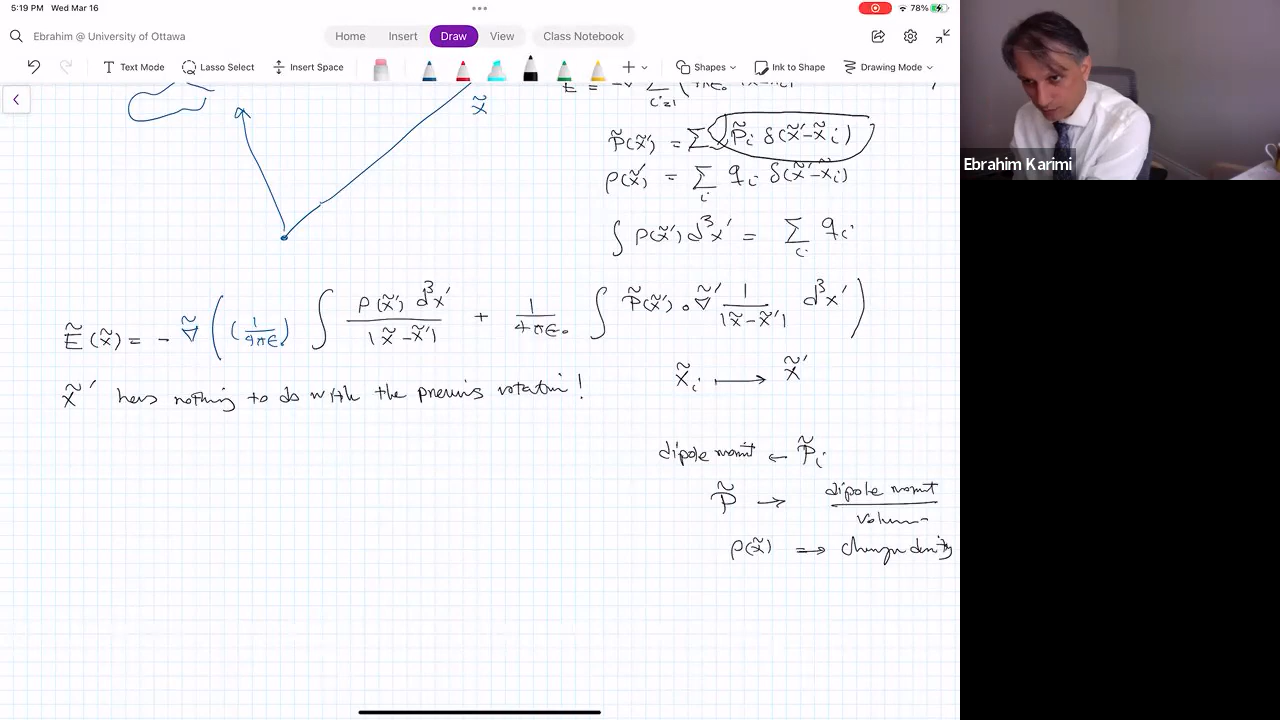 5:19 PM Wed Mar 16
78%
Ebrahim @ University of Ottawa
Home Insert Draw View Class Notebook
Text Mode Lasso Select Insert Space Shapes Ink to Shape Drawing Mode
x̃
P̃(x̃') = Σ P̃ᵢ δ(x̃'-x̃ᵢ)
ρ(x̃') = Σᵢ qᵢ δ(x̃'-x̃ᵢ)
∫ ρ(x̃') d³x' = Σᵢ qᵢ
Ẽ(x̃) = - ∇̃ ( (1/4πε₀) ∫ ρ(x̃') d³x' / |x̃-x̃'| + 1/4πε₀ ∫ P̃(x̃') ∘ ∇̃' 1/|x̃-x̃'| d³x' )
x̃ᵢ ⟼ x̃'
x̃' has nothing to do with the previous notation !
dipole momt ← P̃ᵢ
P̃ → dipole momt / volume
ρ(x̃) ⇒ charge density
Ebrahim Karimi